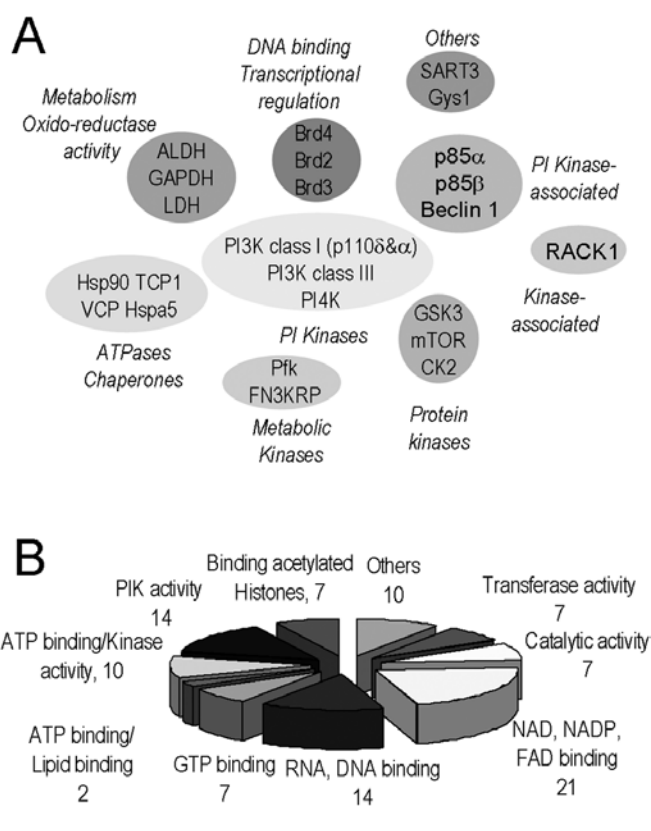 A
Metabolism
Oxido-reductase
activity
ALDH
GAPDH
LDH
DNA binding
Transcriptional
regulation
Brd4
Brd2
Brd3
Others
SART3
Gys1
p85α
p85β
Beclin 1
PI Kinase-
associated
RACK1
Kinase-
associated
PI3K class I (p110δ&α)
PI3K class III
PI4K
PI Kinases
Hsp90 TCP1
VCP Hspa5
ATPases
Chaperones
Pfk
FN3KRP
Metabolic
Kinases
GSK3
mTOR
CK2
Protein
kinases
B
PIK activity
14
Binding acetylated
Histones, 7
Others
10
Transferase activity
7
Catalytic activity
7
NAD, NADP,
FAD binding
21
RNA, DNA binding
14
GTP binding
7
ATP binding/
Lipid binding
2
ATP binding/Kinase
activity, 10